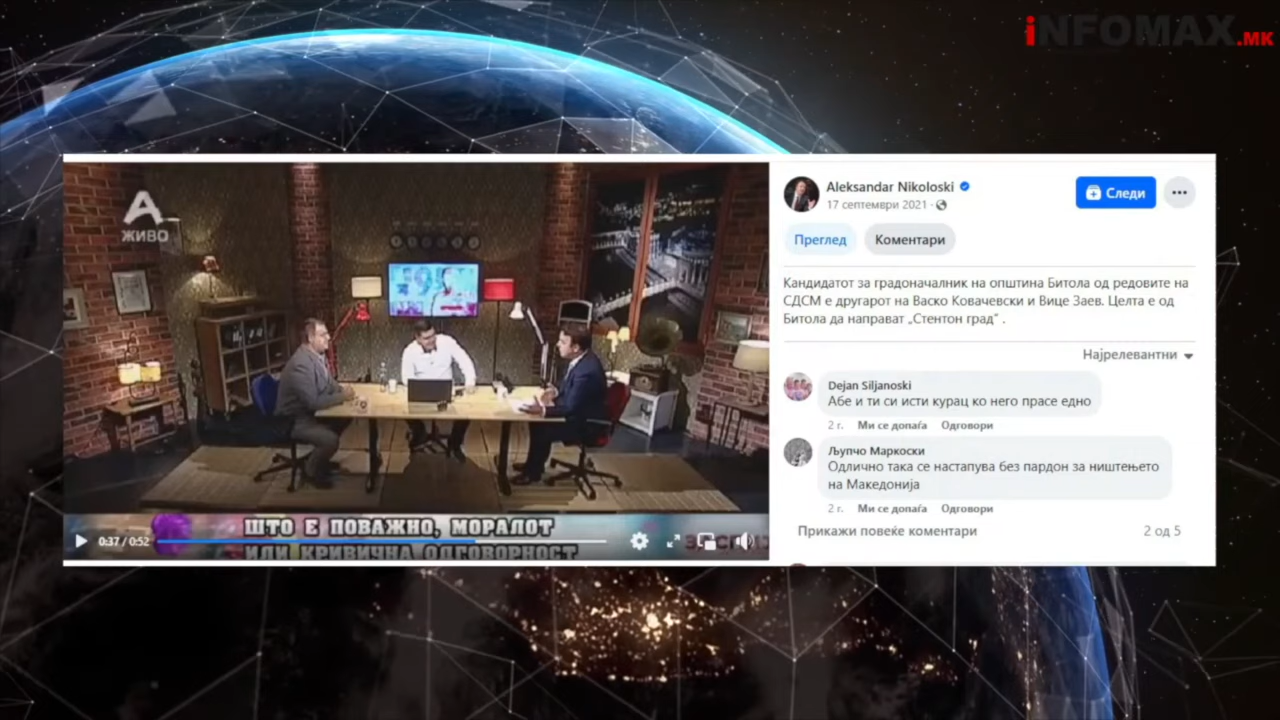 iNFOMAX.MK
A
ЖИВО
ШТО Е ПОВАЖНО, МОРАЛОТ
ИЛИ КРИВИЧНА ОДГОВОРНОСТ
0:37 / 0:52
Aleksandar Nikoloski
17 септември 2021 ·
Следи
Преглед
Коментари
Кандидатот за градоначалник на општина Битола од редовите на
СДСМ е другарот на Васко Ковачевски и Вице Заев. Целта е од
Битола да направат „Стентон град“ .
Најрелевантни
Dejan Siljanoski
Абе и ти си исти курац ко него прасе едно
2 г. Ми се допаѓа Одговори
Љупчо Маркоски
Одлично така се настапува без пардон за ништењето
на Македонија
2 г. Ми се допаѓа Одговори
Прикажи повеќе коментари
2 од 5